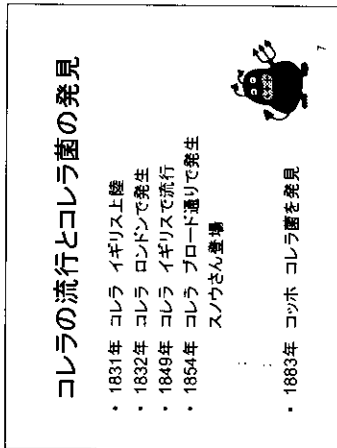 コレラの流行とコレラ菌の発見
・ 1831年 コレラ イギリス上陸
・ 1832年 コレラ ロンドンで発生
・ 1849年 コレラ イギリスで流行
・ 1854年 コレラ ブロード通りで発生
スノウさん登場
:
:
・ 1883年 コッホ コレラ菌を発見
7